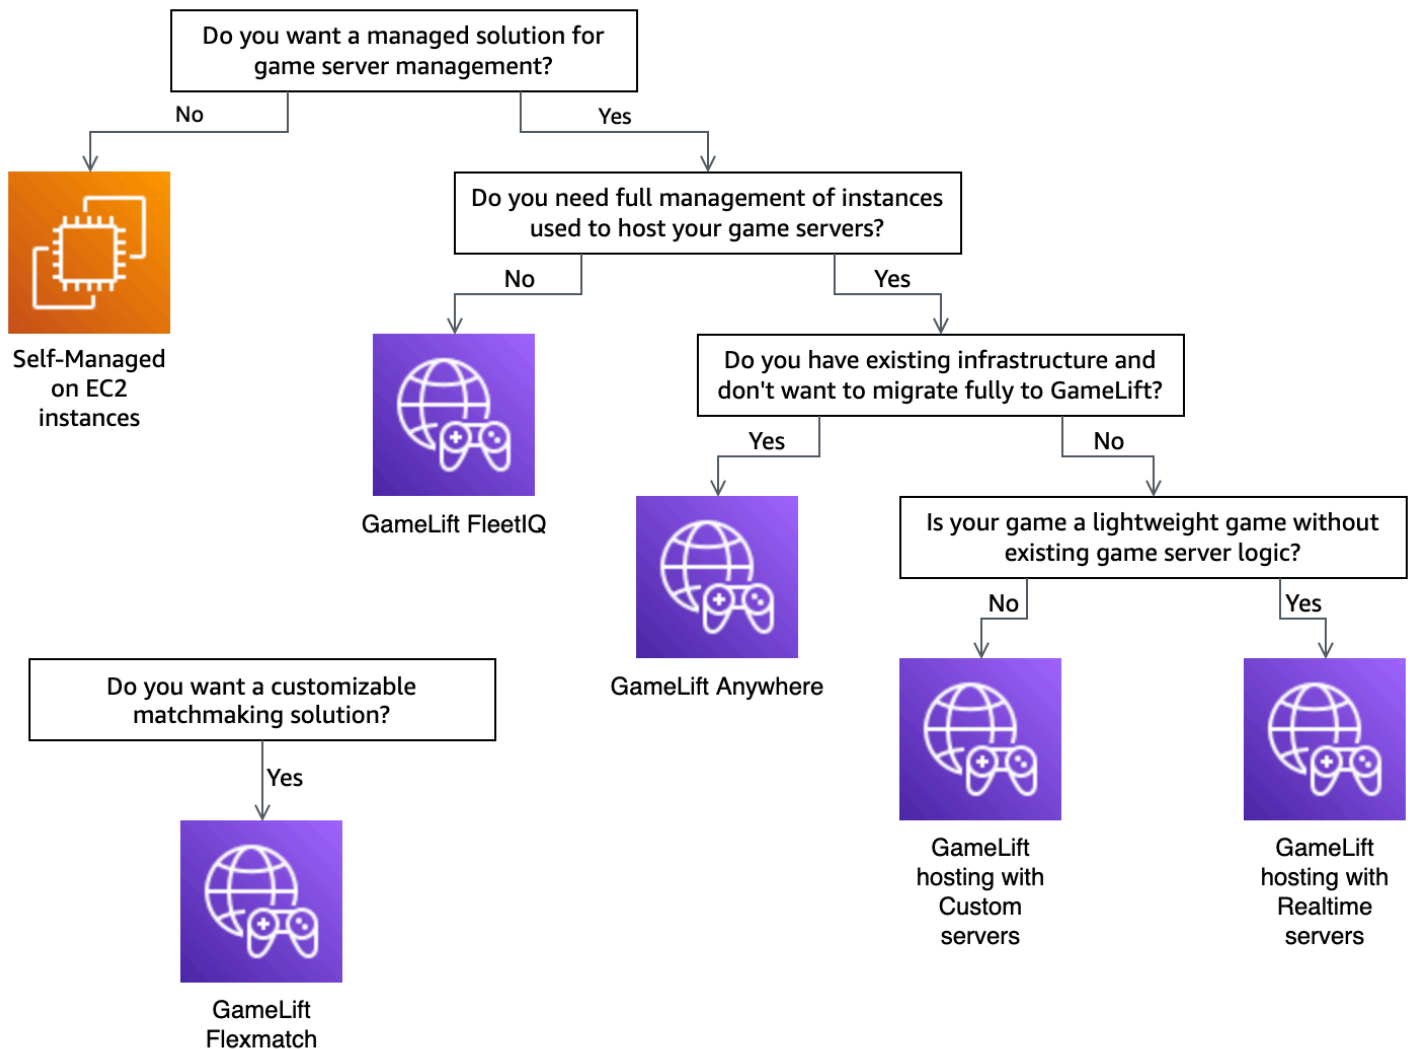 Do you want a managed solution for
game server management?
No
Yes
Self-Managed
on EC2
instances
Do you need full management of instances
used to host your game servers?
No
Yes
GameLift FleetIQ
Do you have existing infrastructure and
don't want to migrate fully to GameLift?
Yes
No
GameLift Anywhere
Is your game a lightweight game without
existing game server logic?
No
Yes
GameLift
hosting with
Custom
servers
GameLift
hosting with
Realtime
servers
Do you want a customizable
matchmaking solution?
Yes
GameLift
Flexmatch